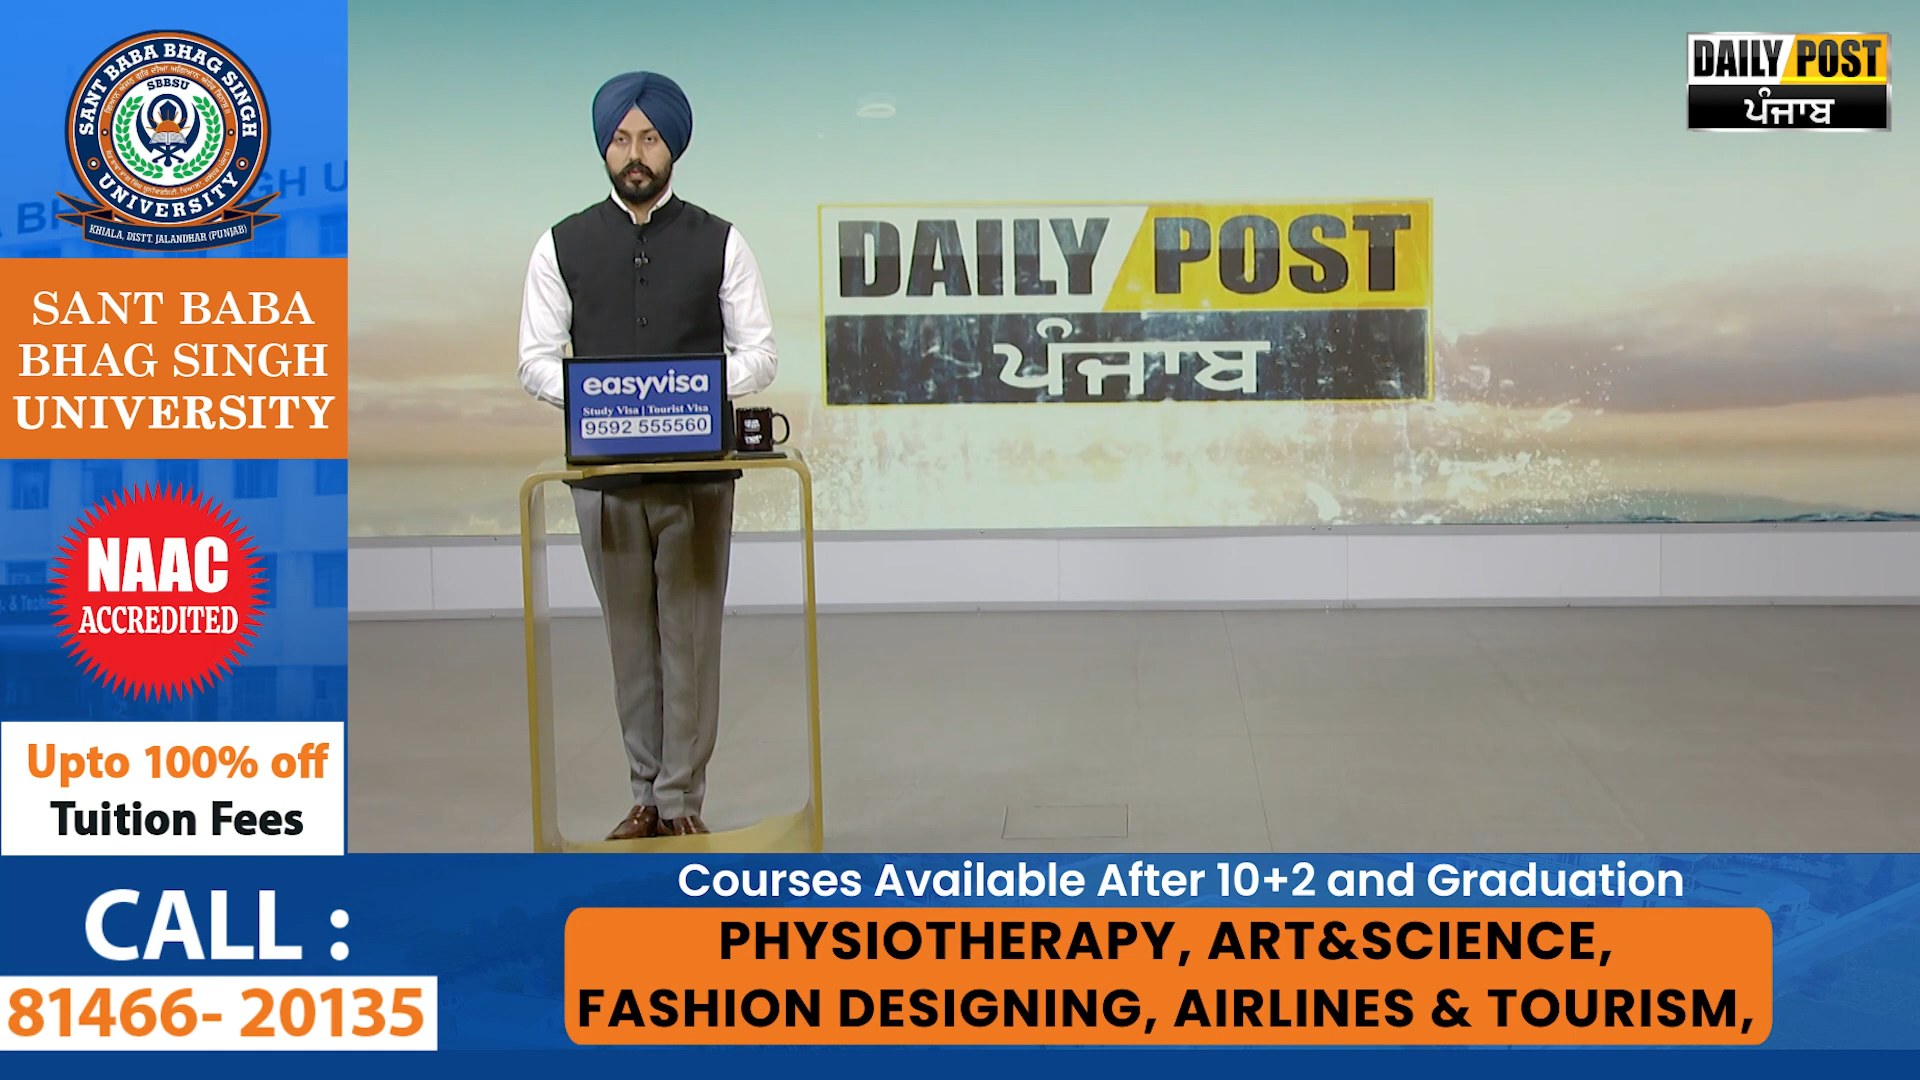 SANT BABA BHAG SINGH
SBBSU
UNIVERSITY
KHIALA, DISTT. JALANDHAR (PUNJAB)
SANT BABA
BHAG SINGH
UNIVERSITY
NAAC
ACCREDITED
Upto 100% off
Tuition Fees
CALL :
81466- 20135
DAILY POST
ਪੰਜਾਬ
DAILY POST
ਪੰਜਾਬ
easyvisa
Study Visa | Tourist Visa
9592 555560
Courses Available After 10+2 and Graduation
PHYSIOTHERAPY, ART&SCIENCE,
FASHION DESIGNING, AIRLINES & TOURISM,